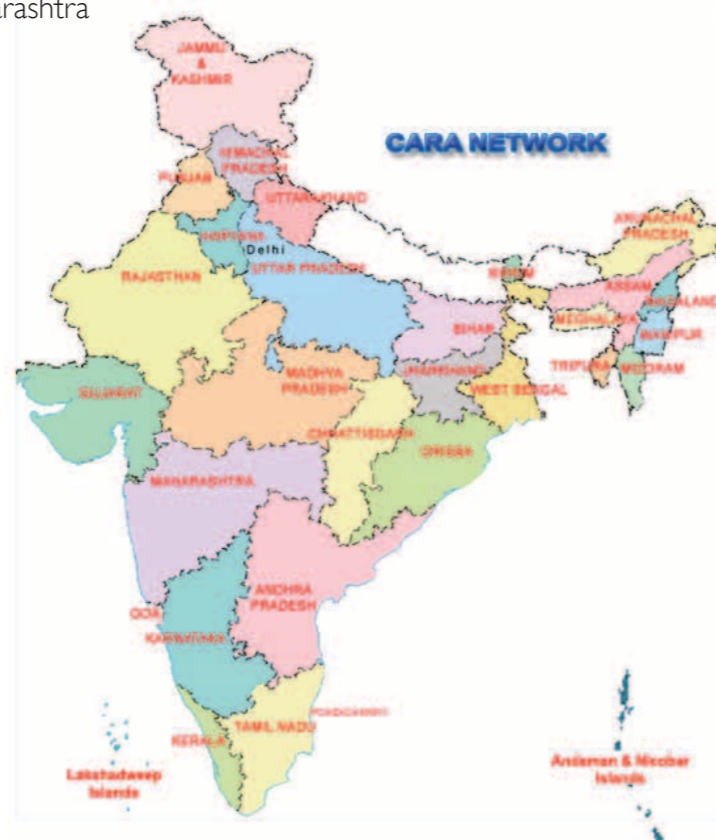 arashtra
JAMMU
&
KASHMIR
CARA NETWORK
HIMACHAL
PRADESH
PUNJAB
UTTARAKHAND
ARUNACHAL
PRADESH
HARYANA
Delhi
UTTAR PRADESH
SIKKIM
RAJASTHAN
ASSAM
NAGALAND
MEGHALAYA
BIHAR
MANIPUR
MADHYA
PRADESH
JHARKHAND
TRIPURA
MIZORAM
GUJARAT
WEST BENGAL
CHHATTISGARH
ORISSA
MAHARASHTRA
ANDHRA
PRADESH
GOA
KARNATAKA
PONDICHERRY
TAMIL NADU
KERALA
Lakshadweep
Islands
Andaman & Nicobar
Islands